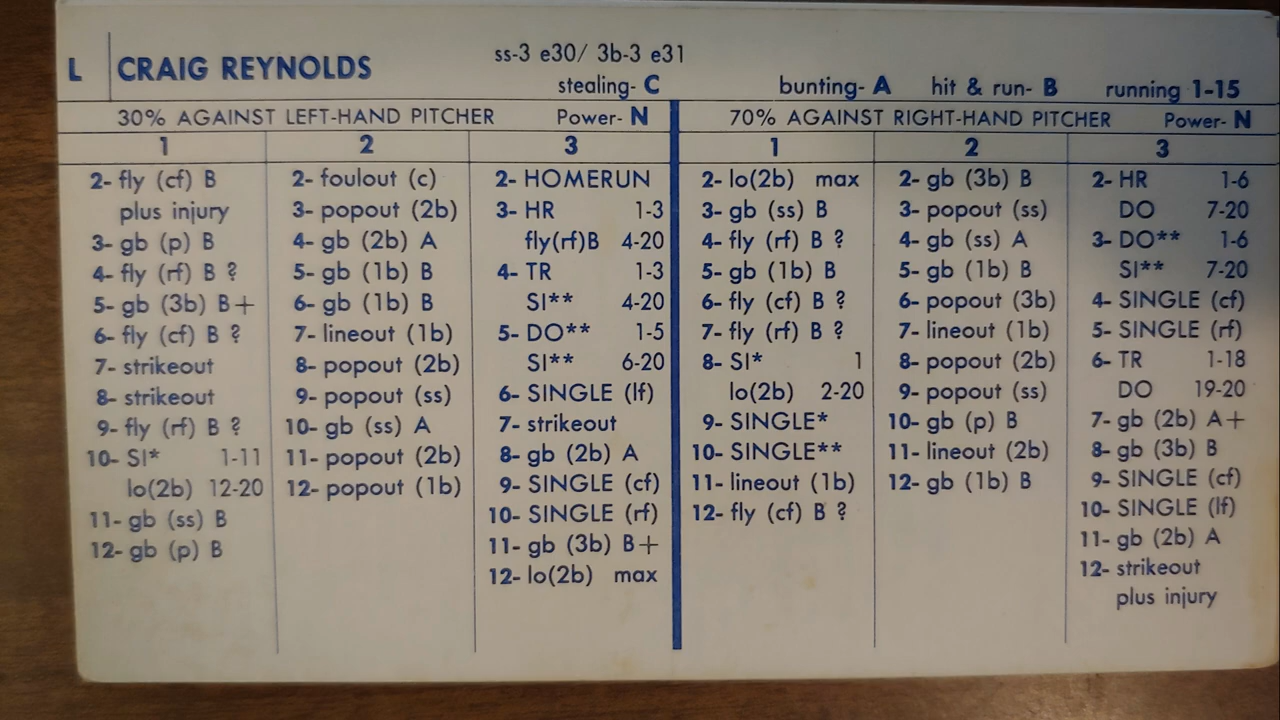 L CRAIG REYNOLDS
ss-3 e30/ 3b-3 e31
stealing- C bunting- A hit & run- B running 1-15
30% AGAINST LEFT-HAND PITCHER Power- N
1 2 3
2- fly (cf) B
plus injury
3- gb (p) B
4- fly (rf) B ?
5- gb (3b) B+
6- fly (cf) B ?
7- strikeout
8- strikeout
9- fly (rf) B ?
10- SI* 1-11
lo(2b) 12-20
11- gb (ss) B
12- gb (p) B
2- foulout (c)
3- popout (2b)
4- gb (2b) A
5- gb (1b) B
6- gb (1b) B
7- lineout (1b)
8- popout (2b)
9- popout (ss)
10- gb (ss) A
11- popout (2b)
12- popout (1b)
2- HOMERUN
3- HR 1-3
fly(rf)B 4-20
4- TR 1-3
SI** 4-20
5- DO** 1-5
SI** 6-20
6- SINGLE (lf)
7- strikeout
8- gb (2b) A
9- SINGLE (cf)
10- SINGLE (rf)
11- gb (3b) B+
12- lo(2b) max
70% AGAINST RIGHT-HAND PITCHER Power- N
1 2 3
2- lo(2b) max
3- gb (ss) B
4- fly (rf) B ?
5- gb (1b) B
6- fly (cf) B ?
7- fly (rf) B ?
8- SI* 1
lo(2b) 2-20
9- SINGLE*
10- SINGLE**
11- lineout (1b)
12- fly (cf) B ?
2- gb (3b) B
3- popout (ss)
4- gb (ss) A
5- gb (1b) B
6- popout (3b)
7- lineout (1b)
8- popout (2b)
9- popout (ss)
10- gb (p) B
11- lineout (2b)
12- gb (1b) B
2- HR 1-6
DO 7-20
3- DO** 1-6
SI** 7-20
4- SINGLE (cf)
5- SINGLE (rf)
6- TR 1-18
DO 19-20
7- gb (2b) A+
8- gb (3b) B
9- SINGLE (cf)
10- SINGLE (lf)
11- gb (2b) A
12- strikeout
plus injury